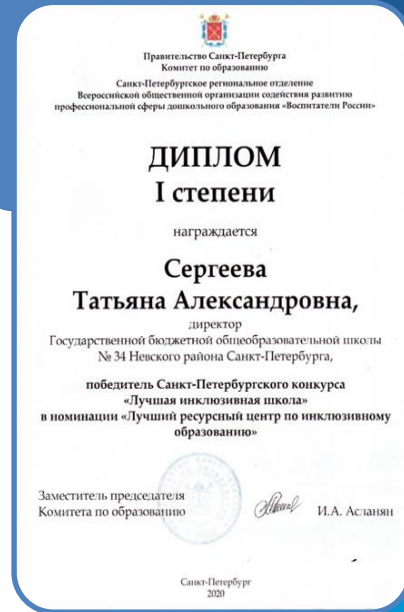 Правительство Санкт-Петербурга
Комитет по образованию
Санкт-Петербургское региональное отделение
Всероссийской общественной организации содействия развитию
профессиональной сферы дошкольного образования «Воспитатели России»
ДИПЛОМ
I степени
награждается
Сергеева
Татьяна Александровна,
директор
Государственной бюджетной общеобразовательной школы
№ 34 Невского района Санкт-Петербурга,
победитель Санкт-Петербургского конкурса
«Лучшая инклюзивная школа»
в номинации «Лучший ресурсный центр по инклюзивному
образованию»
Заместитель председателя
Комитета по образованию
И.А. Асланян
Санкт-Петербург
2020